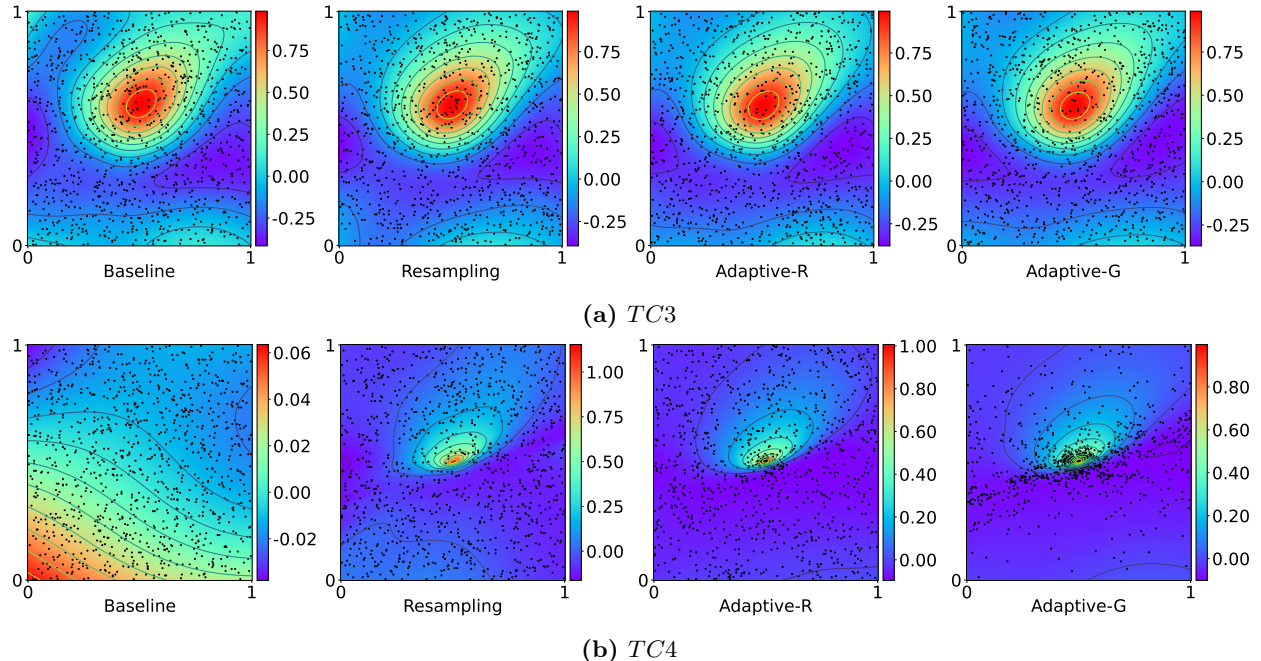 1 0.75 0.50 0.25 0.00 -0.25 0 0 1 Baseline
1 0.75 0.50 0.25 0.00 -0.25 0 0 1 Resampling
1 0.75 0.50 0.25 0.00 -0.25 0 0 1 Adaptive-R
1 0.75 0.50 0.25 0.00 -0.25 0 0 1 Adaptive-G
(a) TC3
1 0.06 0.04 0.02 0.00 -0.02 0 0 1 Baseline
1 1.00 0.75 0.50 0.25 0.00 0 0 1 Resampling
1 1.00 0.80 0.60 0.40 0.20 0.00 0 0 1 Adaptive-R
1 0.80 0.60 0.40 0.20 0.00 0 0 1 Adaptive-G
(b) TC4